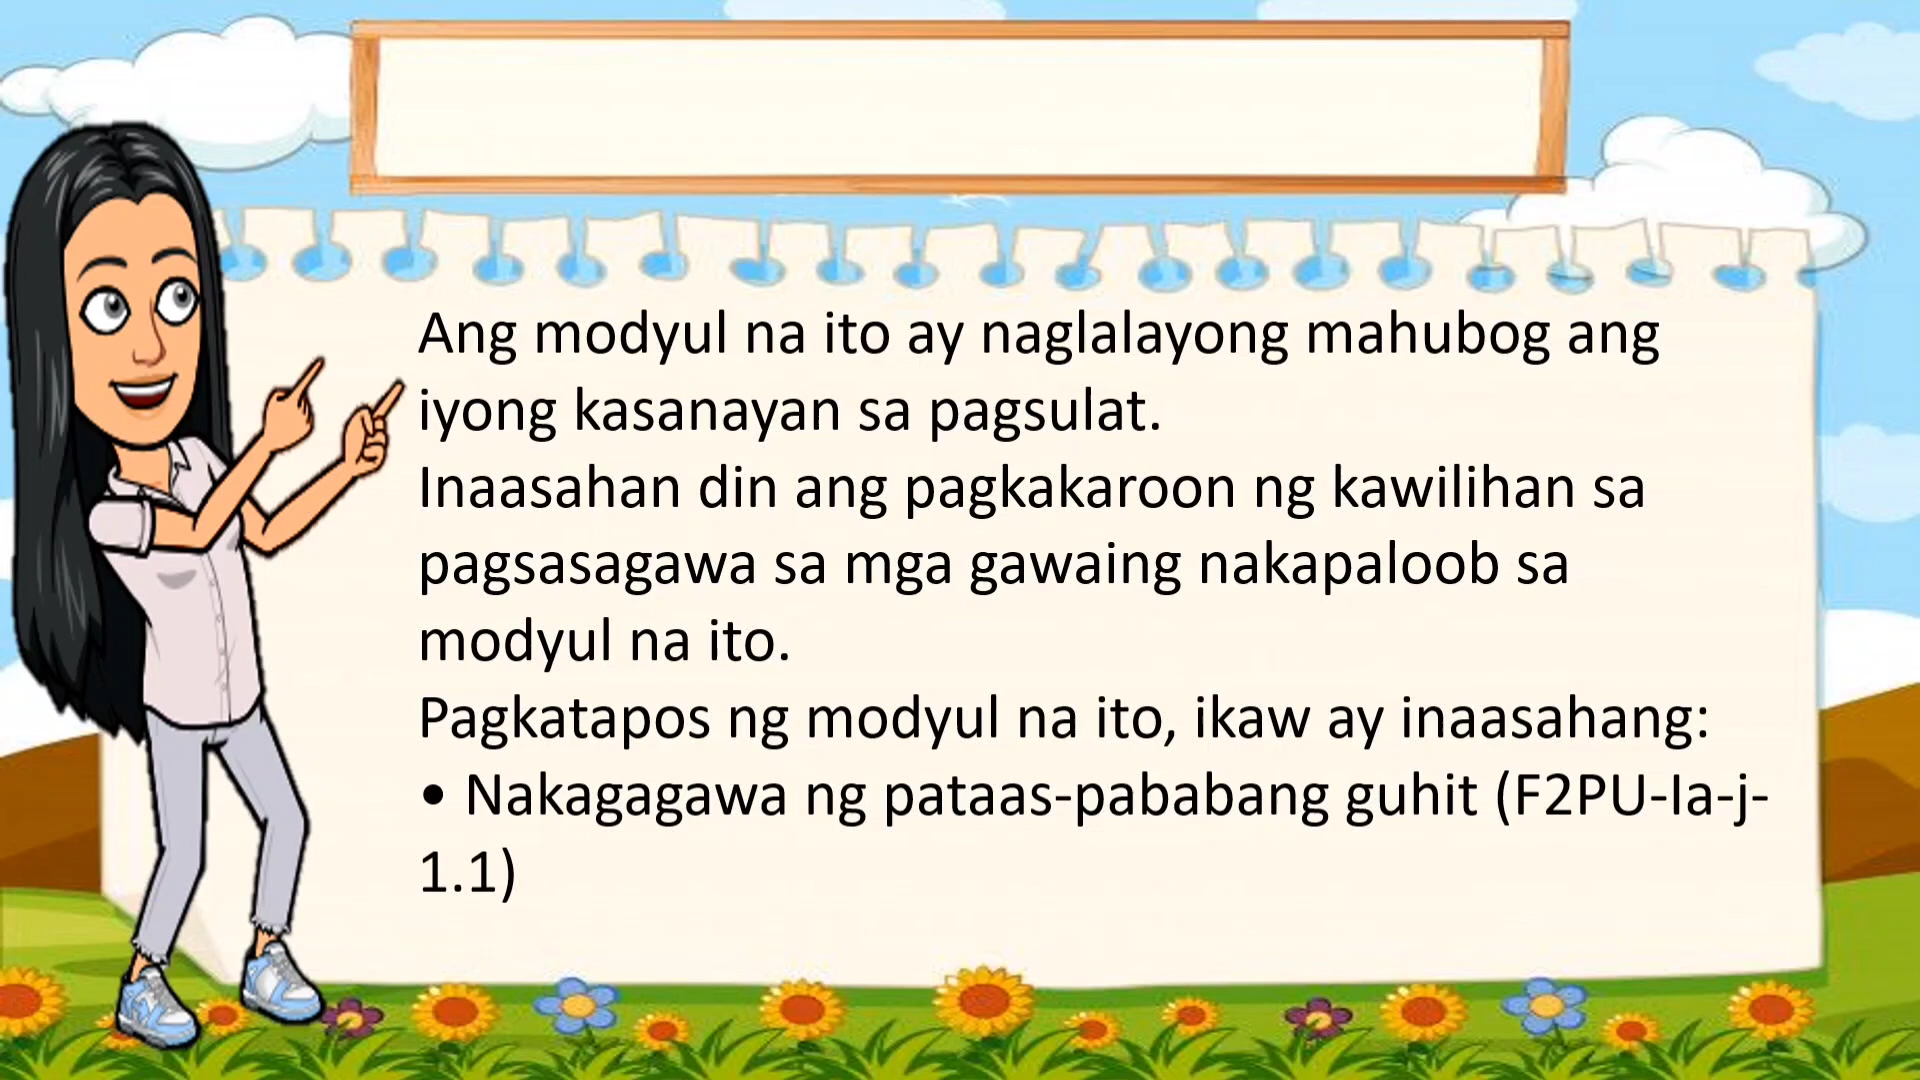 Ang modyul na ito ay naglalayong mahubog ang
iyong kasanayan sa pagsulat.
Inaasahan din ang pagkakaroon ng kawilihan sa
pagsasagawa sa mga gawaing nakapaloob sa
modyul na ito.
Pagkatapos ng modyul na ito, ikaw ay inaasahang:
• Nakagagawa ng pataas-pababang guhit (F2PU-Ia-j-
1.1)